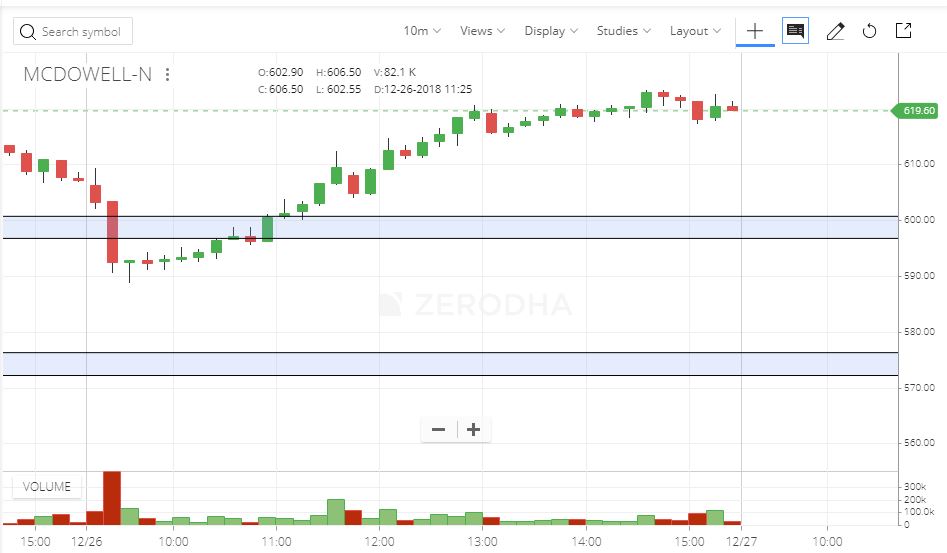 Search symbol
10m Views Display Studies Layout
MCDOWELL-N
O:602.90 H:606.50 V:82.1 K
C:606.50 L:602.55 D:12-26-2018 11:25
619.60
610.00
600.00
590.00
ZERODHA
580.00
570.00
560.00
VOLUME
300k
200k
100.0k
0
15:00 12/26 10:00 11:00 12:00 13:00 14:00 15:00 12/27 10:00